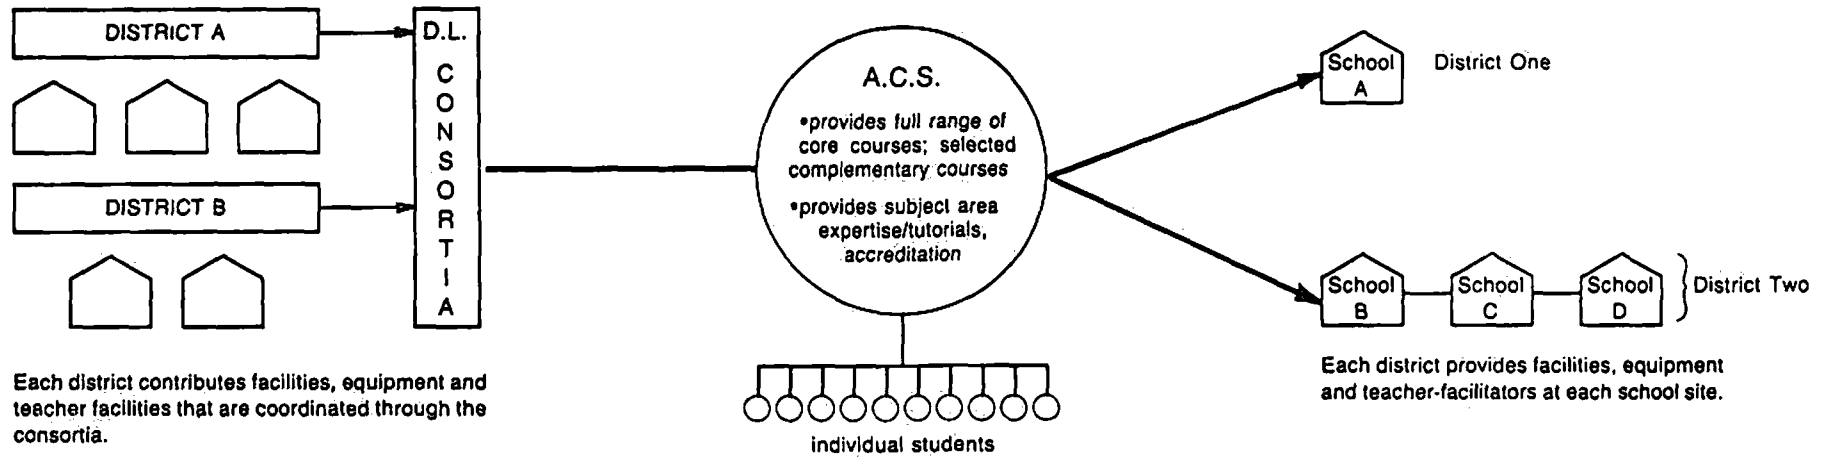 DISTRICT A
DISTRICT B
D.L.
CONSORTIA
Each district contributes facilities, equipment and
teacher facilities that are coordinated through the
consortia.
A.C.S.
•provides full range of
core courses; selected
complementary courses
•provides subject area
expertise/tutorials,
accreditation
individual students
School
A
District One
School
B
School
C
School
D
District Two
Each district provides facilities, equipment
and teacher-facilitators at each school site.